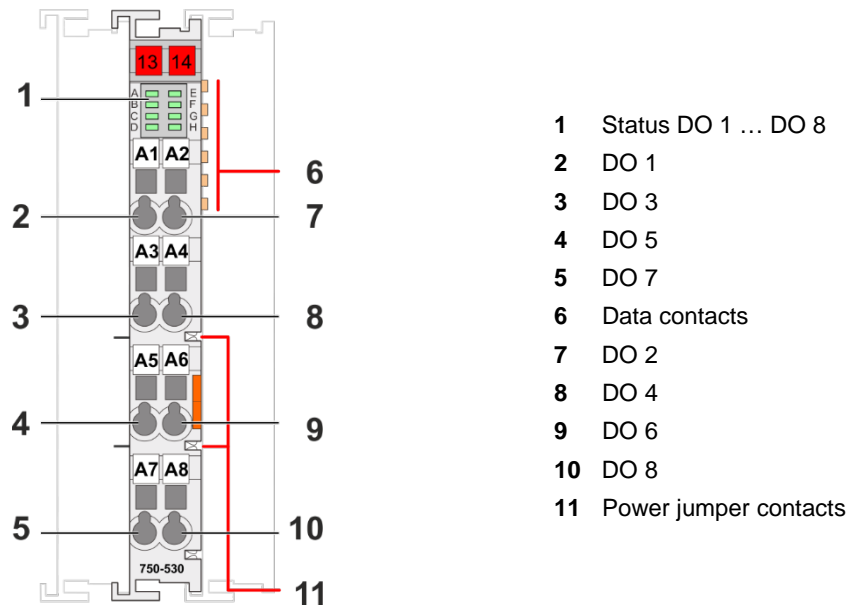 13 14
1
A E
B F
C G
D H
A1 A2
6
2 7
A3 A4
3 8
A5 A6
4 9
A7 A8
5 10
750-530
11
1 Status DO 1 … DO 8
2 DO 1
3 DO 3
4 DO 5
5 DO 7
6 Data contacts
7 DO 2
8 DO 4
9 DO 6
10 DO 8
11 Power jumper contacts